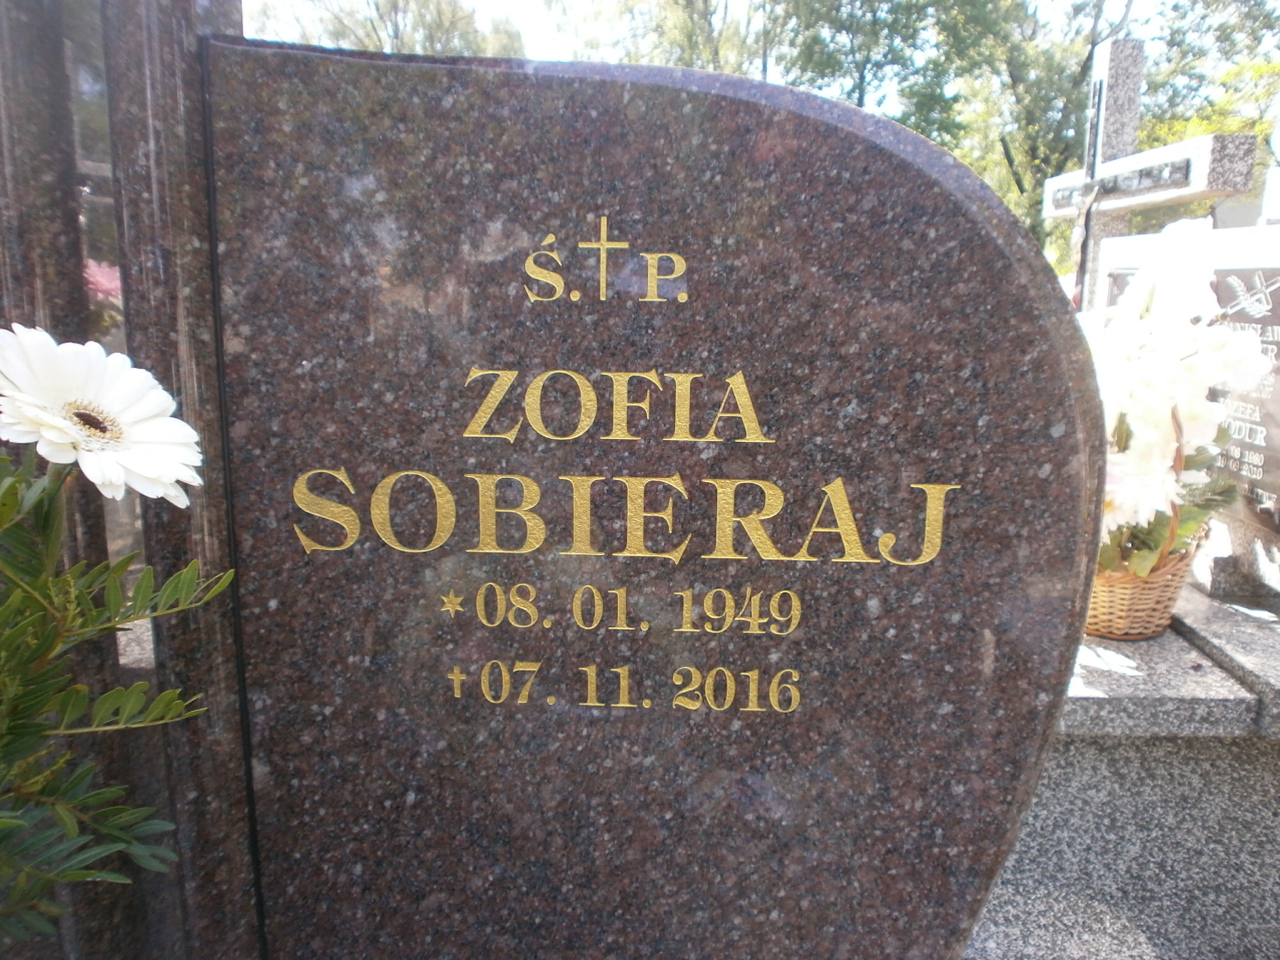 Ś. P.
ZOFIA
SOBIERAJ
08. 01. 1949
07. 11. 2016